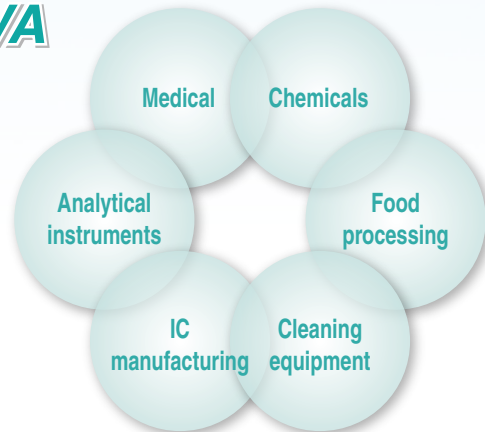 Medical
Chemicals
Analytical
instruments
Food
processing
IC
manufacturing
Cleaning
equipment